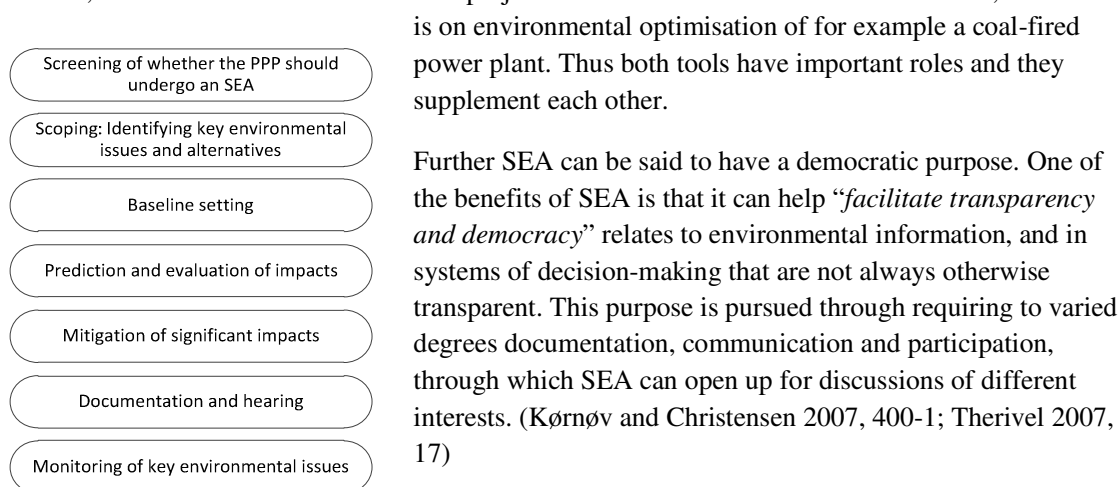 Screening of whether the PPP should
undergo an SEA
Scoping: Identifying key environmental
issues and alternatives
Baseline setting
Prediction and evaluation of impacts
Mitigation of significant impacts
Documentation and hearing
Monitoring of key environmental issues
is on environmental optimisation of for example a coal-fired
power plant. Thus both tools have important roles and they
supplement each other.
Further SEA can be said to have a democratic purpose. One of
the benefits of SEA is that it can help “facilitate transparency
and democracy” relates to environmental information, and in
systems of decision-making that are not always otherwise
transparent. This purpose is pursued through requiring to varied
degrees documentation, communication and participation,
through which SEA can open up for discussions of different
interests. (Kørnøv and Christensen 2007, 400-1; Therivel 2007,
17)